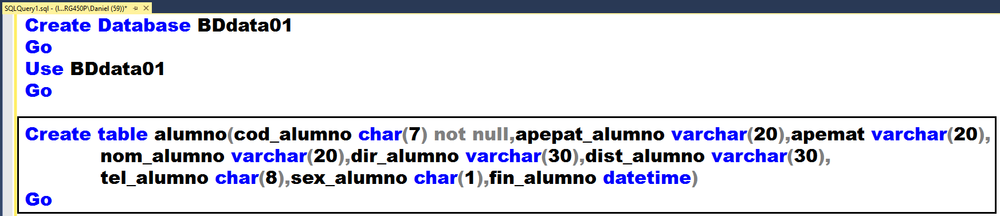 SQLQuery1.sql - (l...RG450P\Daniel (59))*
Create Database BDdata01
Go
Use BDdata01
Go
Create table alumno(cod_alumno char(7) not null,apepat_alumno varchar(20),apemat varchar(20),
nom_alumno varchar(20),dir_alumno varchar(30),dist_alumno varchar(30),
tel_alumno char(8),sex_alumno char(1),fin_alumno datetime)
Go